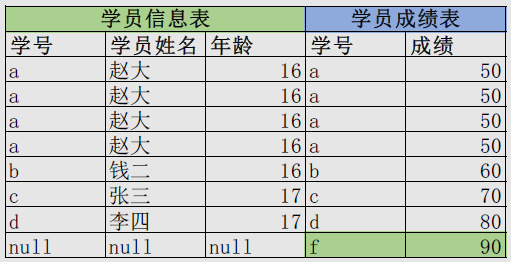 学员信息表 学员成绩表
学号 学员姓名 年龄 学号 成绩
a 赵大 16 a 50
a 赵大 16 a 50
a 赵大 16 a 50
a 赵大 16 a 50
b 钱二 16 b 60
c 张三 17 c 70
d 李四 17 d 80
null null null f 90